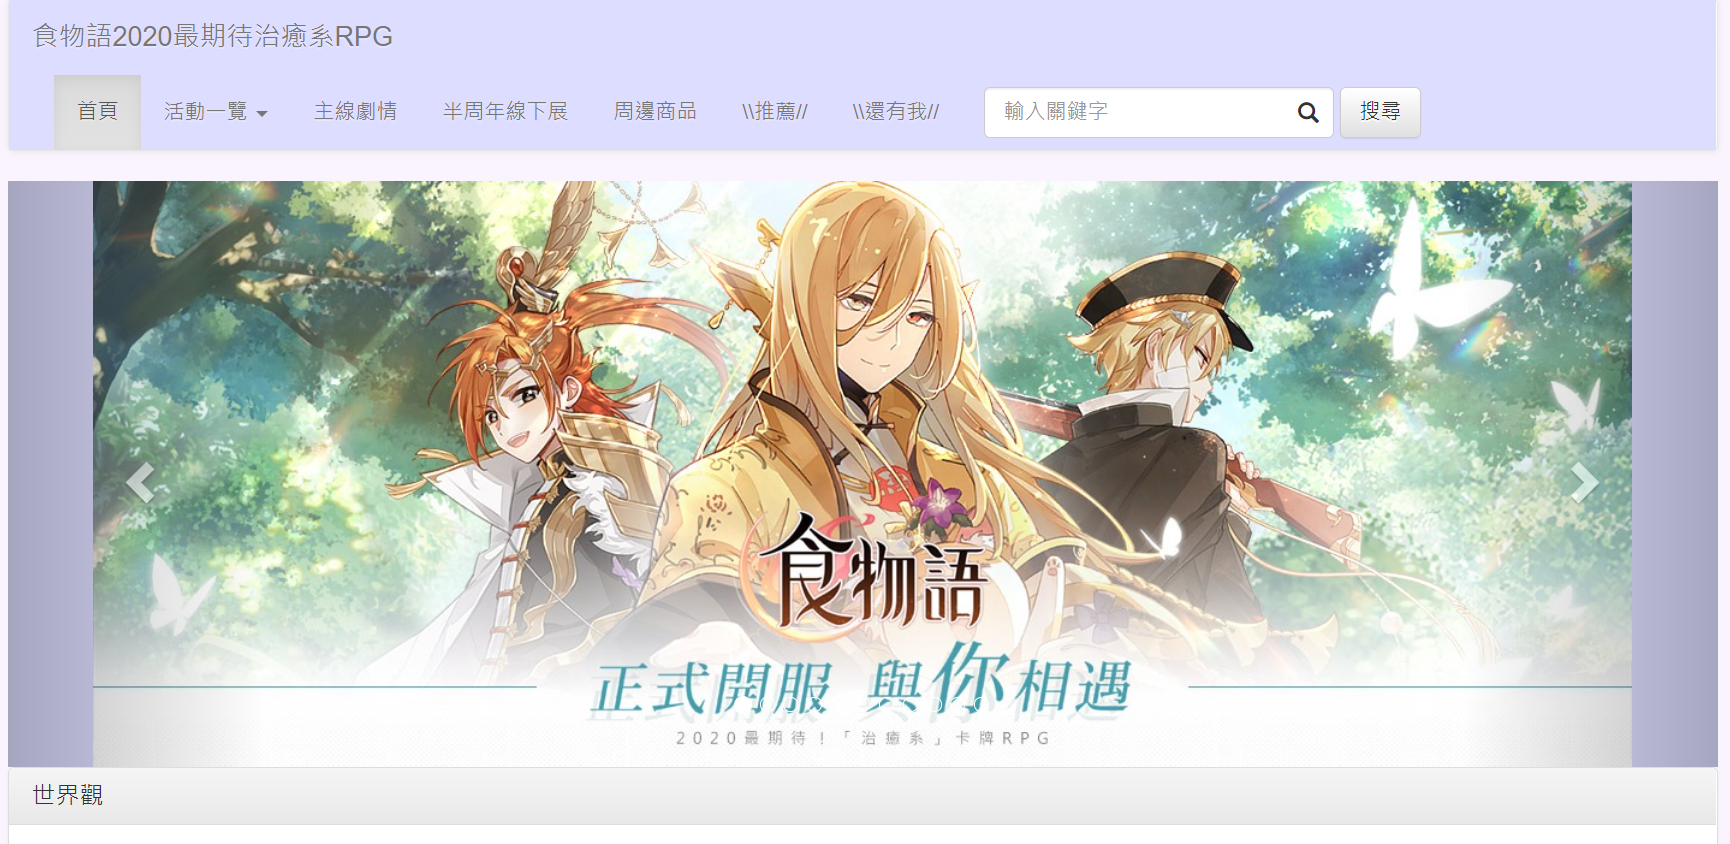 食物語2020最期待治癒系RPG
首頁 活動一覽 主線劇情 半周年線下展 周邊商品 \\推薦// \\還有我// 輸入關鍵字 搜尋
食物語
正式開服 與你相遇
2020最期待！「治癒系」卡牌RPG
世界觀